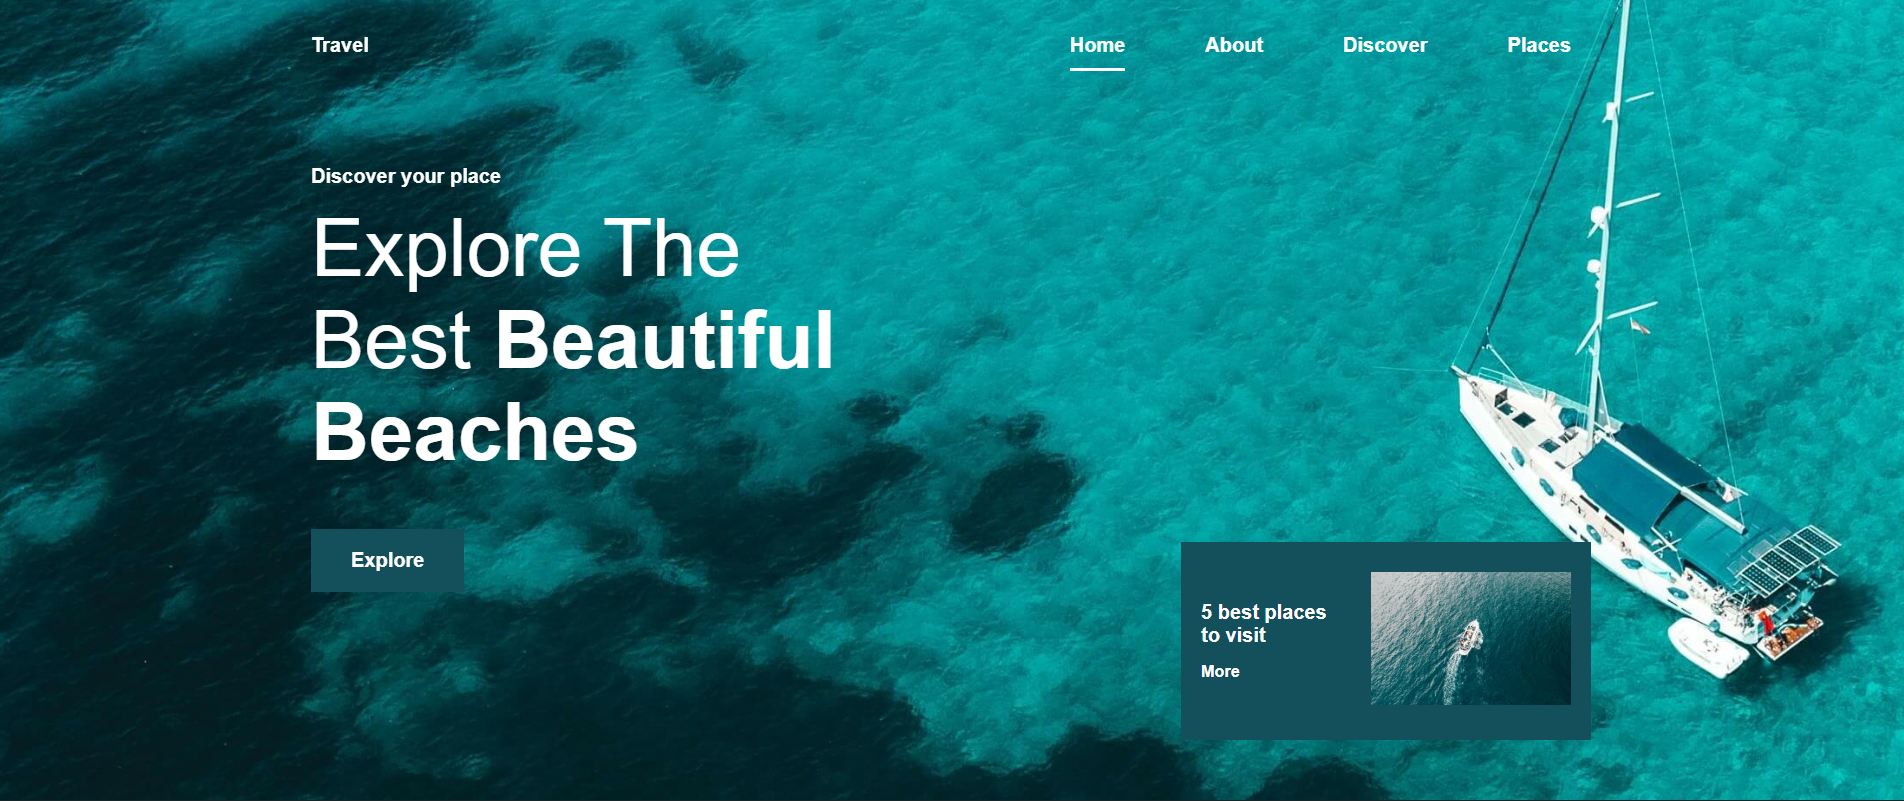 Travel
Home
About
Discover
Places
Discover your place
Explore The
Best Beautiful
Beaches
Explore
5 best places
to visit
More